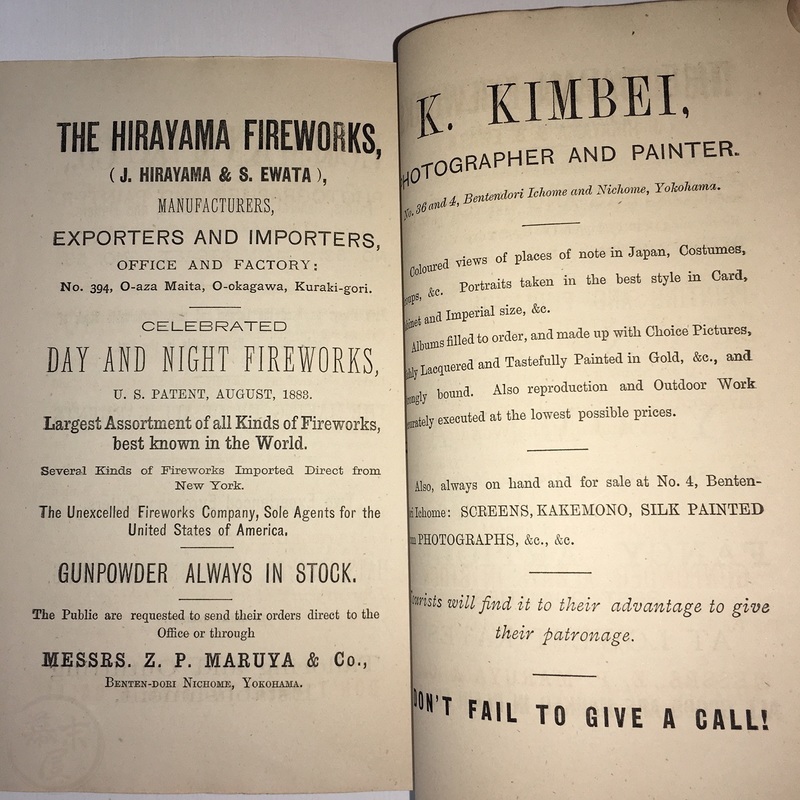 THE HIRAYAMA FIREWORKS,
( J. HIRAYAMA & S. EWATA ),
MANUFACTURERS,
EXPORTERS AND IMPORTERS,
OFFICE AND FACTORY:
No. 394, O-aza Maita, O-okagawa, Kuraki-gori.
CELEBRATED
DAY AND NIGHT FIREWORKS,
U. S. PATENT, AUGUST, 1883.
Largest Assortment of all Kinds of Fireworks,
best known in the World.
Several Kinds of Fireworks Imported Direct from
New York.
The Unexcelled Fireworks Company, Sole Agents for the
United States of America.
GUNPOWDER ALWAYS IN STOCK.
The Public are requested to send their orders direct to the
Office or through
MESSRS. Z. P. MARUYA & Co.,
BENTEN-DORI NICHOME, YOKOHAMA.
K. KIMBEI,
HOTOGRAPHER AND PAINTER.
No. 36 and 4, Bentendori Ichome and Nichome, Yokohama.
Coloured views of places of note in Japan, Costumes,
oups, &c. Portraits taken in the best style in Card,
binet and Imperial size, &c.
Albums filled to order, and made up with Choice Pictures,
hly Lacquered and Tastefully Painted in Gold, &c., and
ongly bound. Also reproduction and Outdoor Work
urately executed at the lowest possible prices.
Also, always on hand and for sale at No. 4, Benten-
ri Ichome: SCREENS, KAKEMONO, SILK PAINTED
PHOTOGRAPHS, &c., &c.
ourists will find it to their advantage to give
their patronage.
DON'T FAIL TO GIVE A CALL!